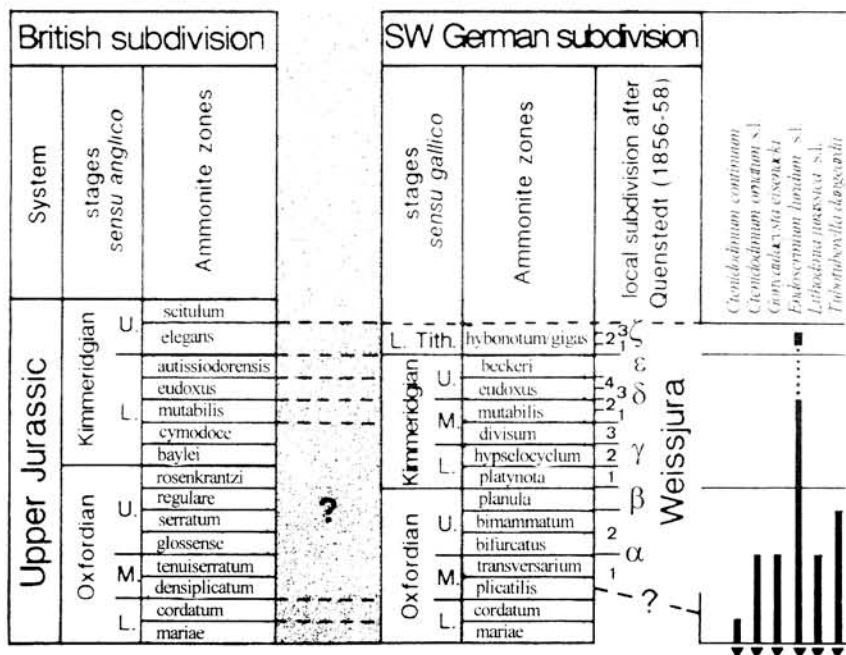 British subdivision
SW German subdivision
System
stages
sensu anglico
Ammonite zones
stages
sensu gallico
Ammonite zones
local subdivision after
Quenstedt (1856-58)
Ctenidodinium continuum
Ctenidodinium ornatum s.l.
Gonyaulacysta eisenacki
Endoscrinium luridum s.l.
Lithodinia jurassica s.l.
Tubotuberella dangeardii
Upper Jurassic
Kimmeridgian
U.
scitulum
elegans
L.
autissiodorensis
eudoxus
mutabilis
cymodoce
baylei
Oxfordian
U.
rosenkrantzi
regulare
serratum
glossense
M.
tenuiserratum
densiplicatum
L.
cordatum
mariae
?
L. Tith.
hybonotum/gigas
Kimmeridgian
U.
beckeri
eudoxus
M.
mutabilis
divisum
L.
hypselocyclum
platynota
Oxfordian
U.
planula
bimammatum
bifurcatus
M.
transversarium
plicatilis
L.
cordatum
mariae
3
2
1
ζ
ε
4
3
δ
2
1
3
2
γ
1
β
2
α
1
?
Weissjura